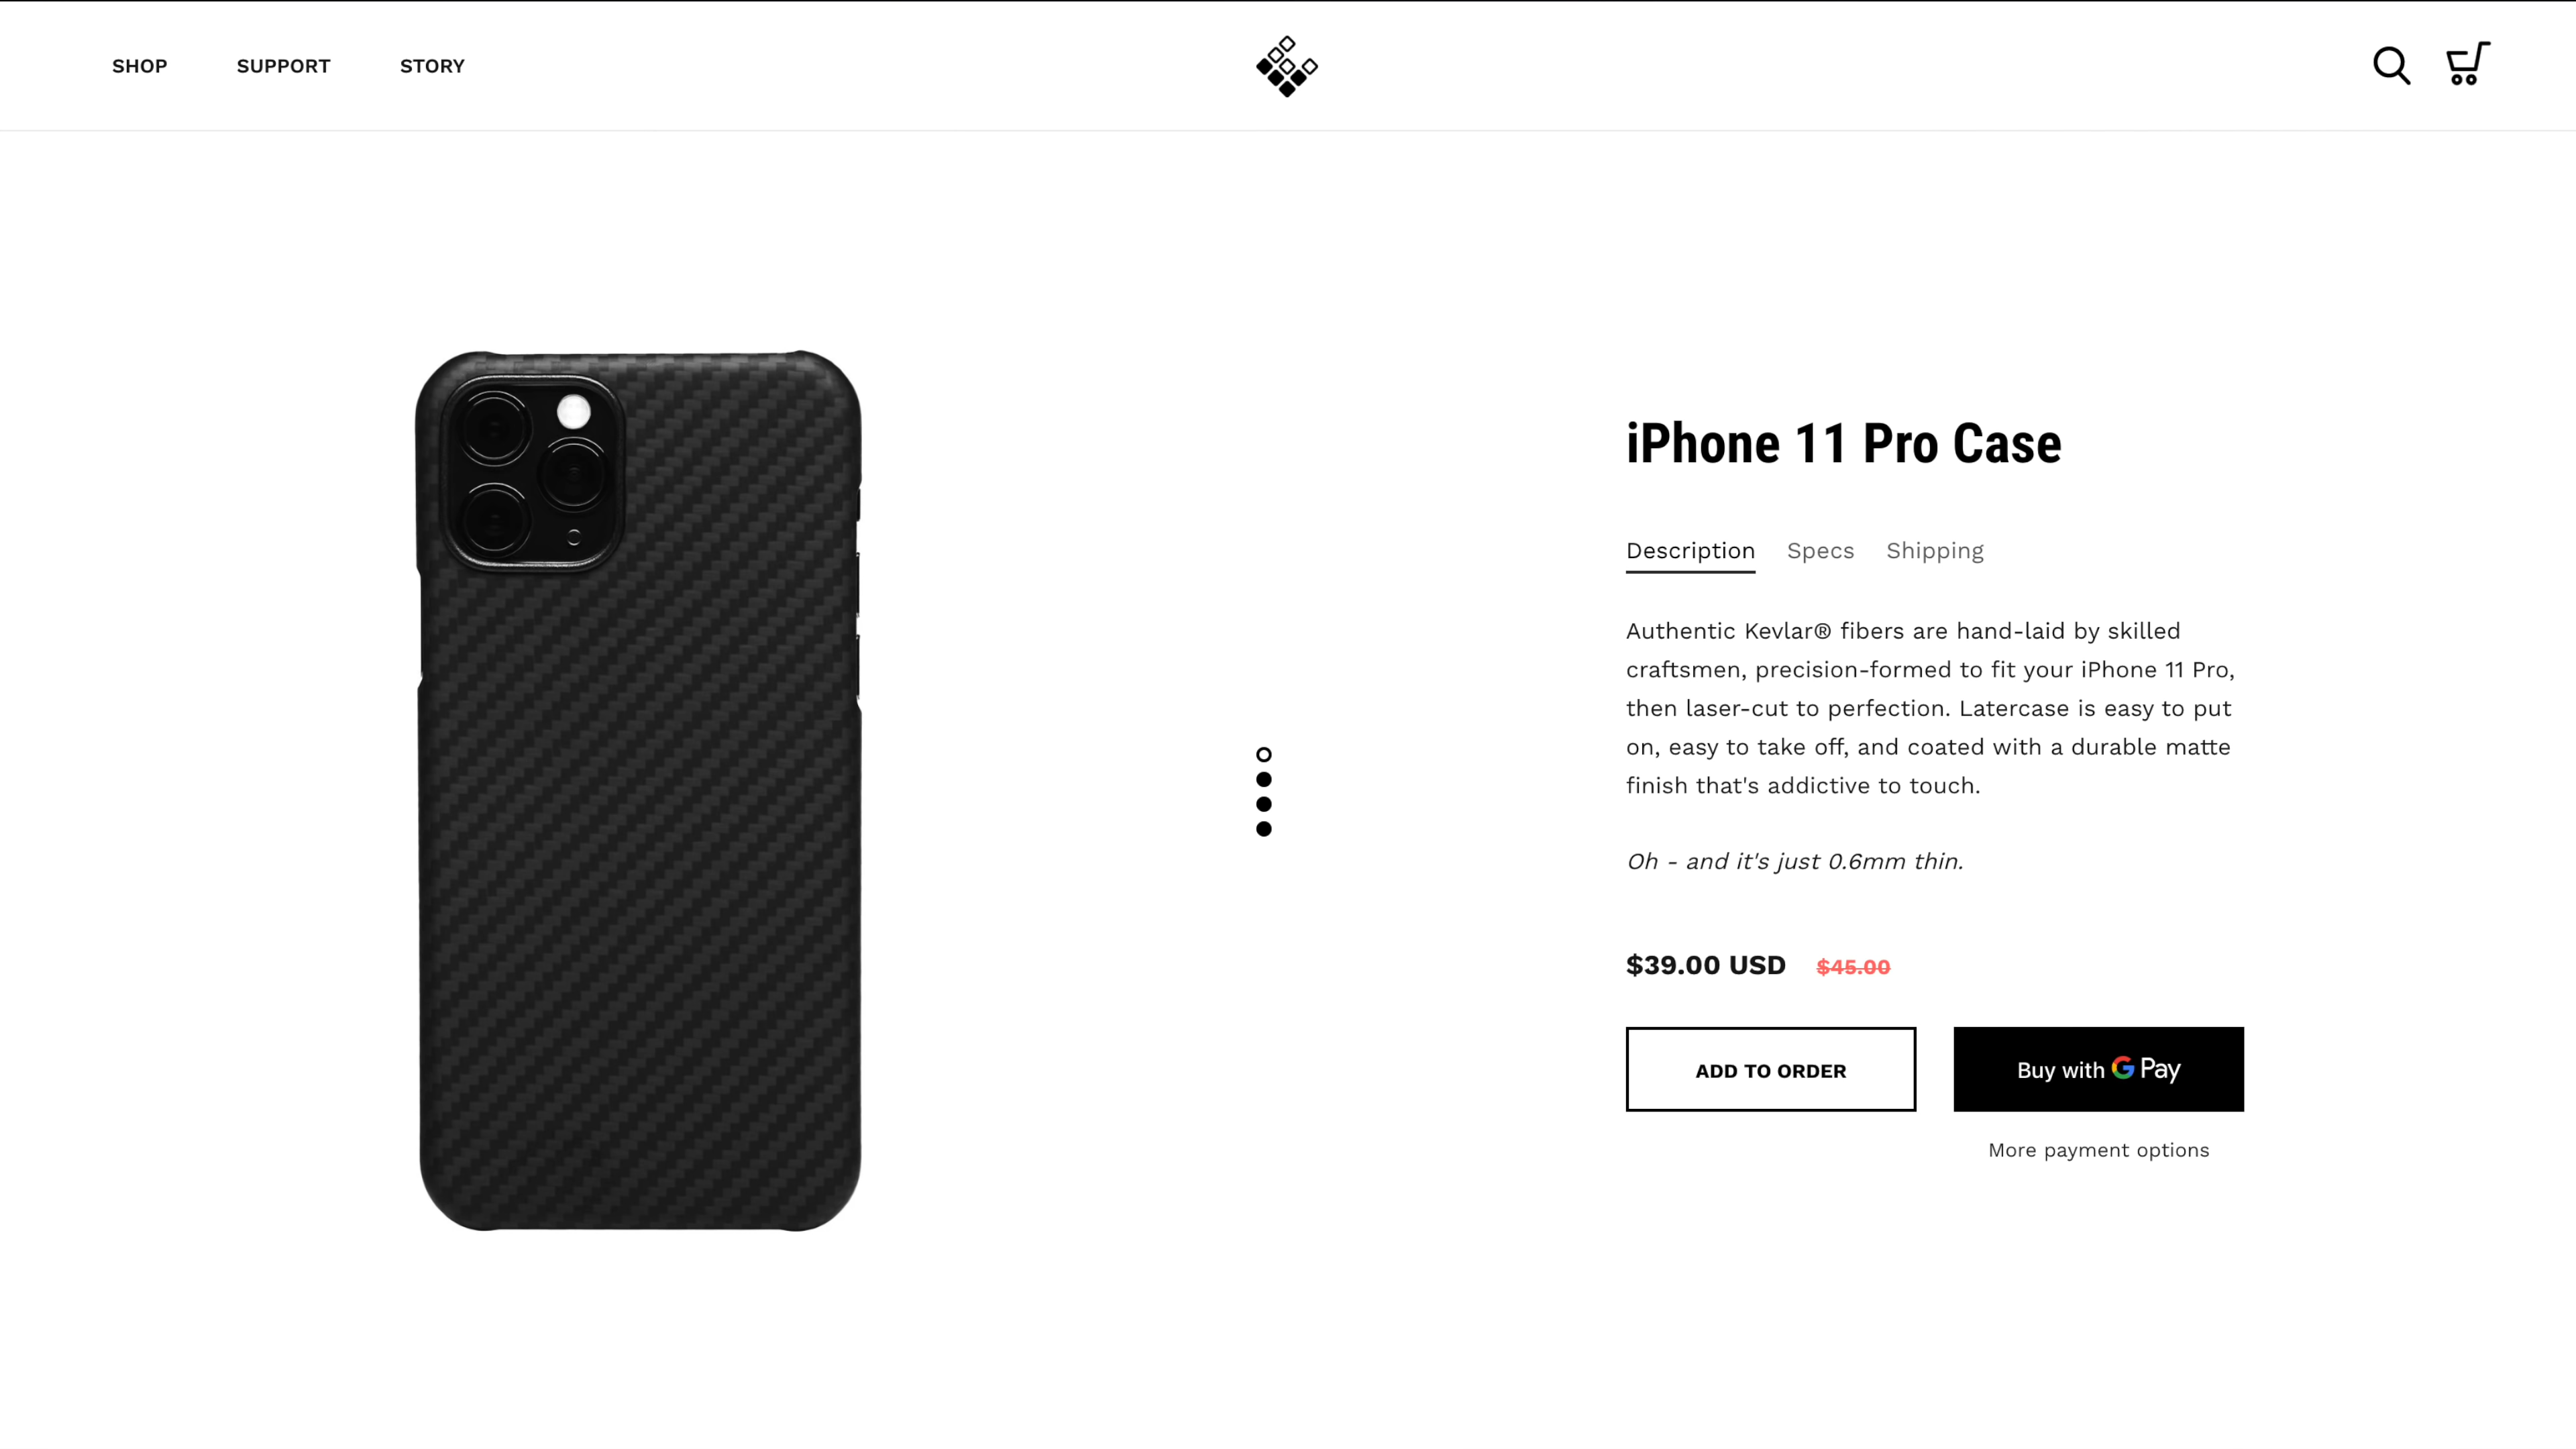 SHOP SUPPORT STORY
iPhone 11 Pro Case
Description Specs Shipping
Authentic Kevlar® fibers are hand-laid by skilled
craftsmen, precision-formed to fit your iPhone 11 Pro,
then laser-cut to perfection. Latercase is easy to put
on, easy to take off, and coated with a durable matte
finish that's addictive to touch.
Oh - and it's just 0.6mm thin.
$39.00 USD $45.00
ADD TO ORDER Buy with G Pay
More payment options